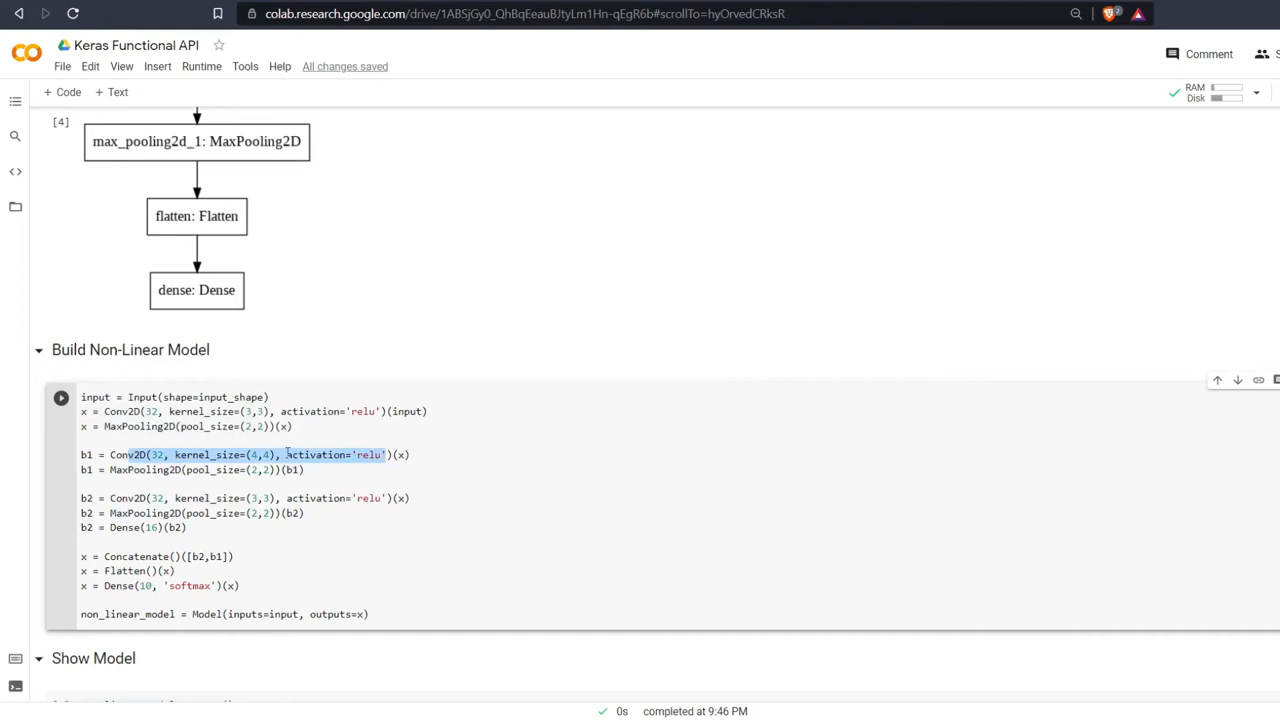 colab.research.google.com/drive/1ABSjGy0_QhBqEeauBJtyLm1Hn-qEgR6b#scrollTo=hyOrvedCRksR
2
Keras Functional API
File Edit View Insert Runtime Tools Help All changes saved
Comment
+ Code + Text
RAM
Disk
[4]
max_pooling2d_1: MaxPooling2D
flatten: Flatten
dense: Dense
Build Non-Linear Model
input = Input(shape=input_shape)
x = Conv2D(32, kernel_size=(3,3), activation='relu')(input)
x = MaxPooling2D(pool_size=(2,2))(x)
b1 = Conv2D(32, kernel_size=(4,4), activation='relu')(x)
b1 = MaxPooling2D(pool_size=(2,2))(b1)
b2 = Conv2D(32, kernel_size=(3,3), activation='relu')(x)
b2 = MaxPooling2D(pool_size=(2,2))(b2)
b2 = Dense(16)(b2)
x = Concatenate()([b2,b1])
x = Flatten()(x)
x = Dense(10, 'softmax')(x)
non_linear_model = Model(inputs=input, outputs=x)
Show Model
0s completed at 9:46 PM